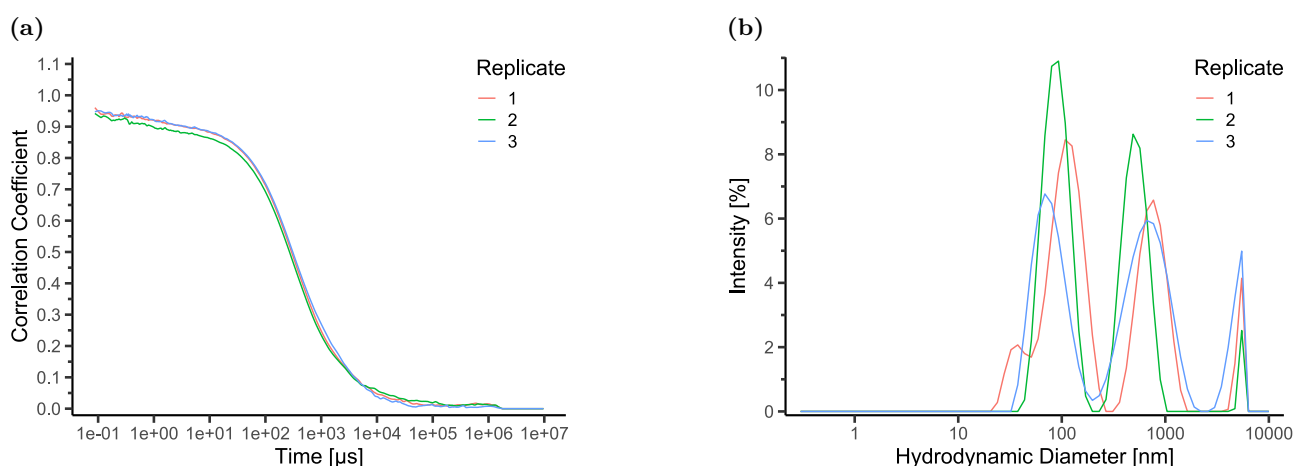 (a)
Replicate
1
2
3
1.1
1.0
0.9
0.8
0.7
0.6
0.5
0.4
0.3
0.2
0.1
0.0
Correlation Coefficient
1e-01 1e+00 1e+01 1e+02 1e+03 1e+04 1e+05 1e+06 1e+07
Time [µs]
(b)
Replicate
1
2
3
10
8
6
4
2
0
Intensity [%]
1 10 100 1000 10000
Hydrodynamic Diameter [nm]